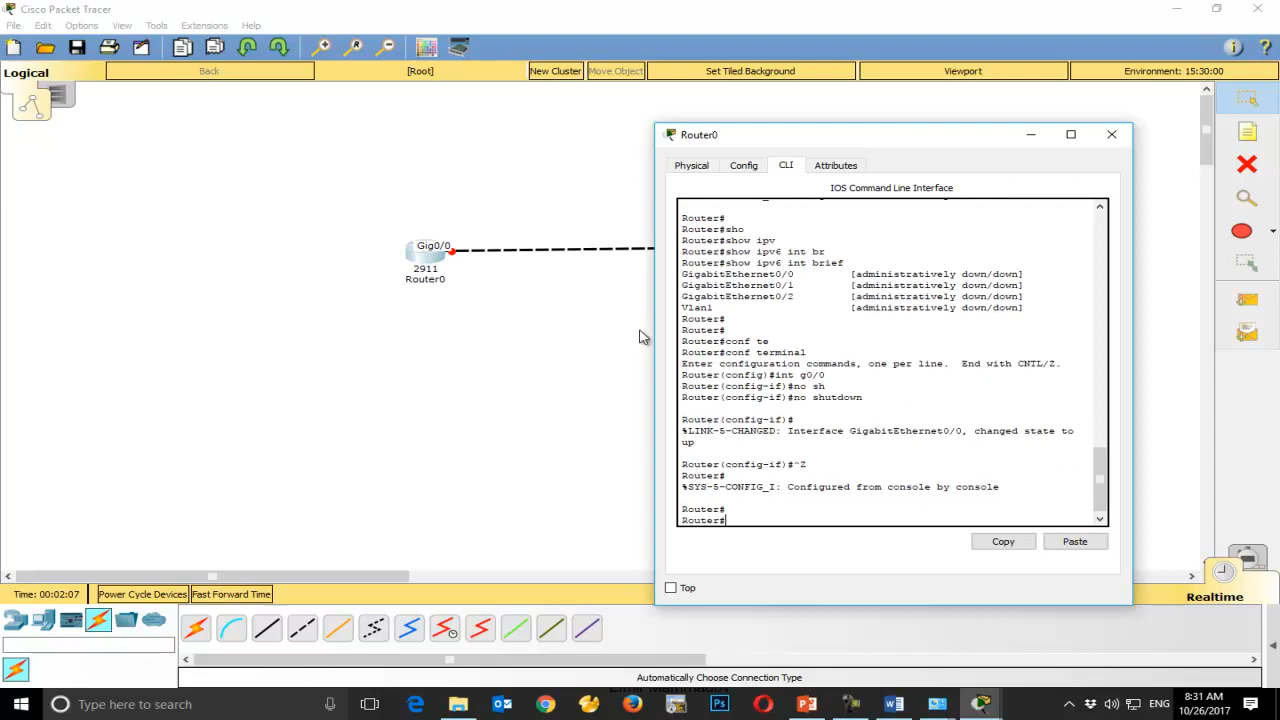 Cisco Packet Tracer
File Edit Options View Tools Extensions Help
Logical
Back
[Root]
New Cluster
Move Object
Set Tiled Background
Viewport
Environment: 15:30:00
Gig0/0
2911
Router0
Router0
Physical Config CLI Attributes
IOS Command Line Interface
Router#
Router#sho
Router#show ipv
Router#show ipv6 int br
Router#show ipv6 int brief
GigabitEthernet0/0 [administratively down/down]
GigabitEthernet0/1 [administratively down/down]
GigabitEthernet0/2 [administratively down/down]
Vlan1 [administratively down/down]
Router#
Router#
Router#conf te
Router#conf terminal
Enter configuration commands, one per line. End with CNTL/Z.
Router(config)#int g0/0
Router(config-if)#no sh
Router(config-if)#no shutdown
Router(config-if)#
%LINK-5-CHANGED: Interface GigabitEthernet0/0, changed state to
up
Router(config-if)#^Z
Router#
%SYS-5-CONFIG_I: Configured from console by console
Router#
Router#
Copy Paste
Top
Time: 00:02:07
Power Cycle Devices Fast Forward Time
Realtime
Automatically Choose Connection Type
Type here to search
ENG
8:31 AM
10/26/2017